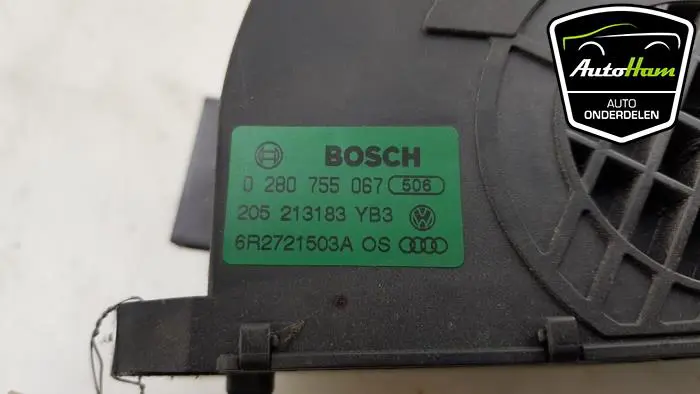 AutoHam
AUTO
ONDERDELEN
BOSCH
0 280 755 067 506
205 213183 YB3
6R2721503A OS